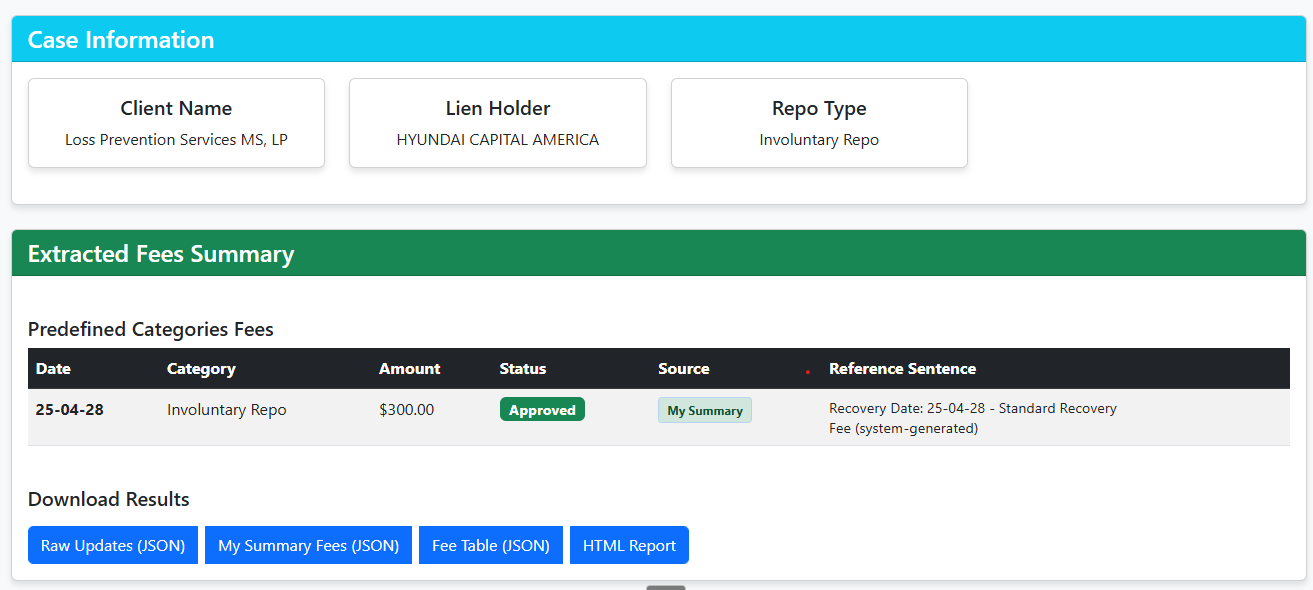 Case Information
Client Name
Loss Prevention Services MS, LP
Lien Holder
HYUNDAI CAPITAL AMERICA
Repo Type
Involuntary Repo
Extracted Fees Summary
Predefined Categories Fees
Date Category Amount Status Source Reference Sentence
25-04-28 Involuntary Repo $300.00 Approved My Summary Recovery Date: 25-04-28 - Standard Recovery
Fee (system-generated)
Download Results
Raw Updates (JSON) My Summary Fees (JSON) Fee Table (JSON) HTML Report